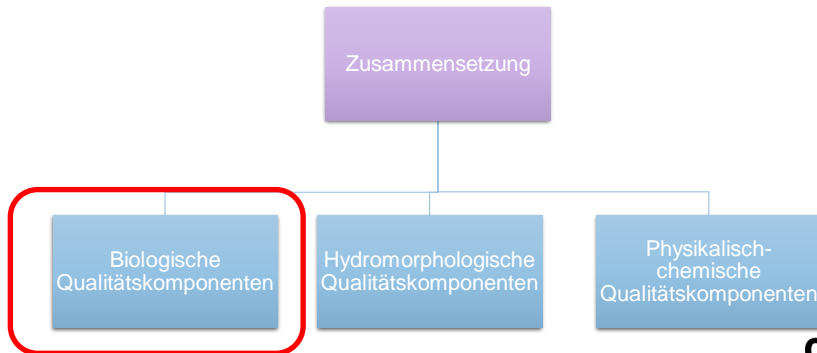 Zusammensetzung
Biologische
Qualitätskomponenten
Hydromorphologische
Qualitätskomponenten
Physikalisch-
chemische
Qualitätskomponenten